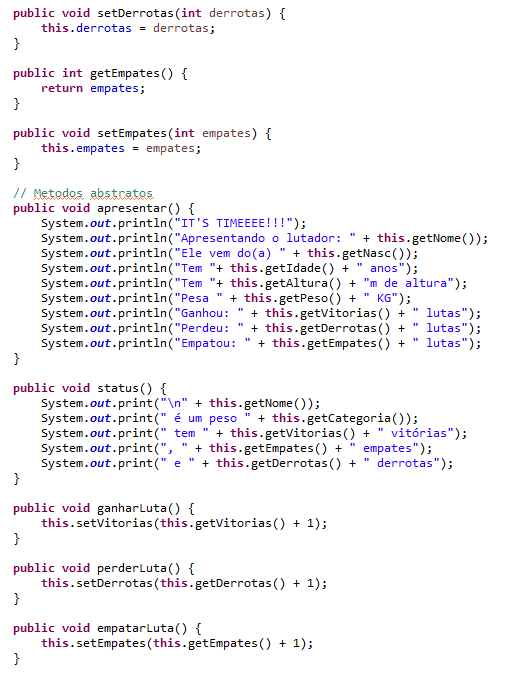 public void setDerrotas(int derrotas) {
this.derrotas = derrotas;
}
public int getEmpates() {
return empates;
}
public void setEmpates(int empates) {
this.empates = empates;
}
// Metodos abstratos
public void apresentar() {
System.out.println("IT'S TIMEEEE!!!");
System.out.println("Apresentando o lutador: " + this.getNome());
System.out.println("Ele vem do(a) " + this.getNasc());
System.out.println("Tem "+ this.getIdade() + " anos");
System.out.println("Tem "+ this.getAltura() + "m de altura");
System.out.println("Pesa " + this.getPeso() + " KG");
System.out.println("Ganhou: " + this.getVitorias() + " lutas");
System.out.println("Perdeu: " + this.getDerrotas() + " lutas");
System.out.println("Empatou: " + this.getEmpates() + " lutas");
}
public void status() {
System.out.print("\n" + this.getNome());
System.out.print(" é um peso " + this.getCategoria());
System.out.print(" tem " + this.getVitorias() + " vitórias");
System.out.print(", " + this.getEmpates() + " empates");
System.out.print(" e " + this.getDerrotas() + " derrotas");
}
public void ganharLuta() {
this.setVitorias(this.getVitorias() + 1);
}
public void perderLuta() {
this.setDerrotas(this.getDerrotas() + 1);
}
public void empatarLuta() {
this.setEmpates(this.getEmpates() + 1);
}